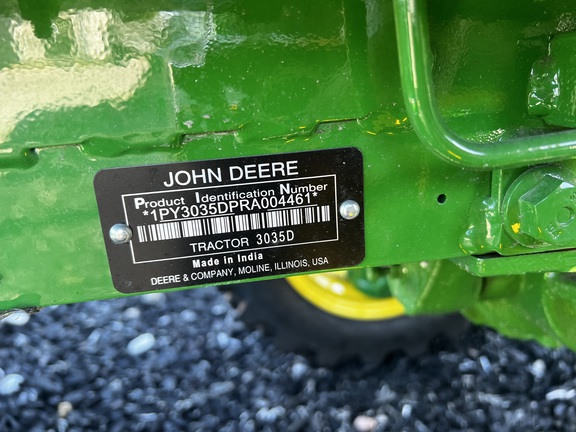 JOHN DEERE
Product Identification Number
*1PY3035DPRA004461*
TRACTOR 3035D
Made in India
DEERE & COMPANY, MOLINE, ILLINOIS, USA